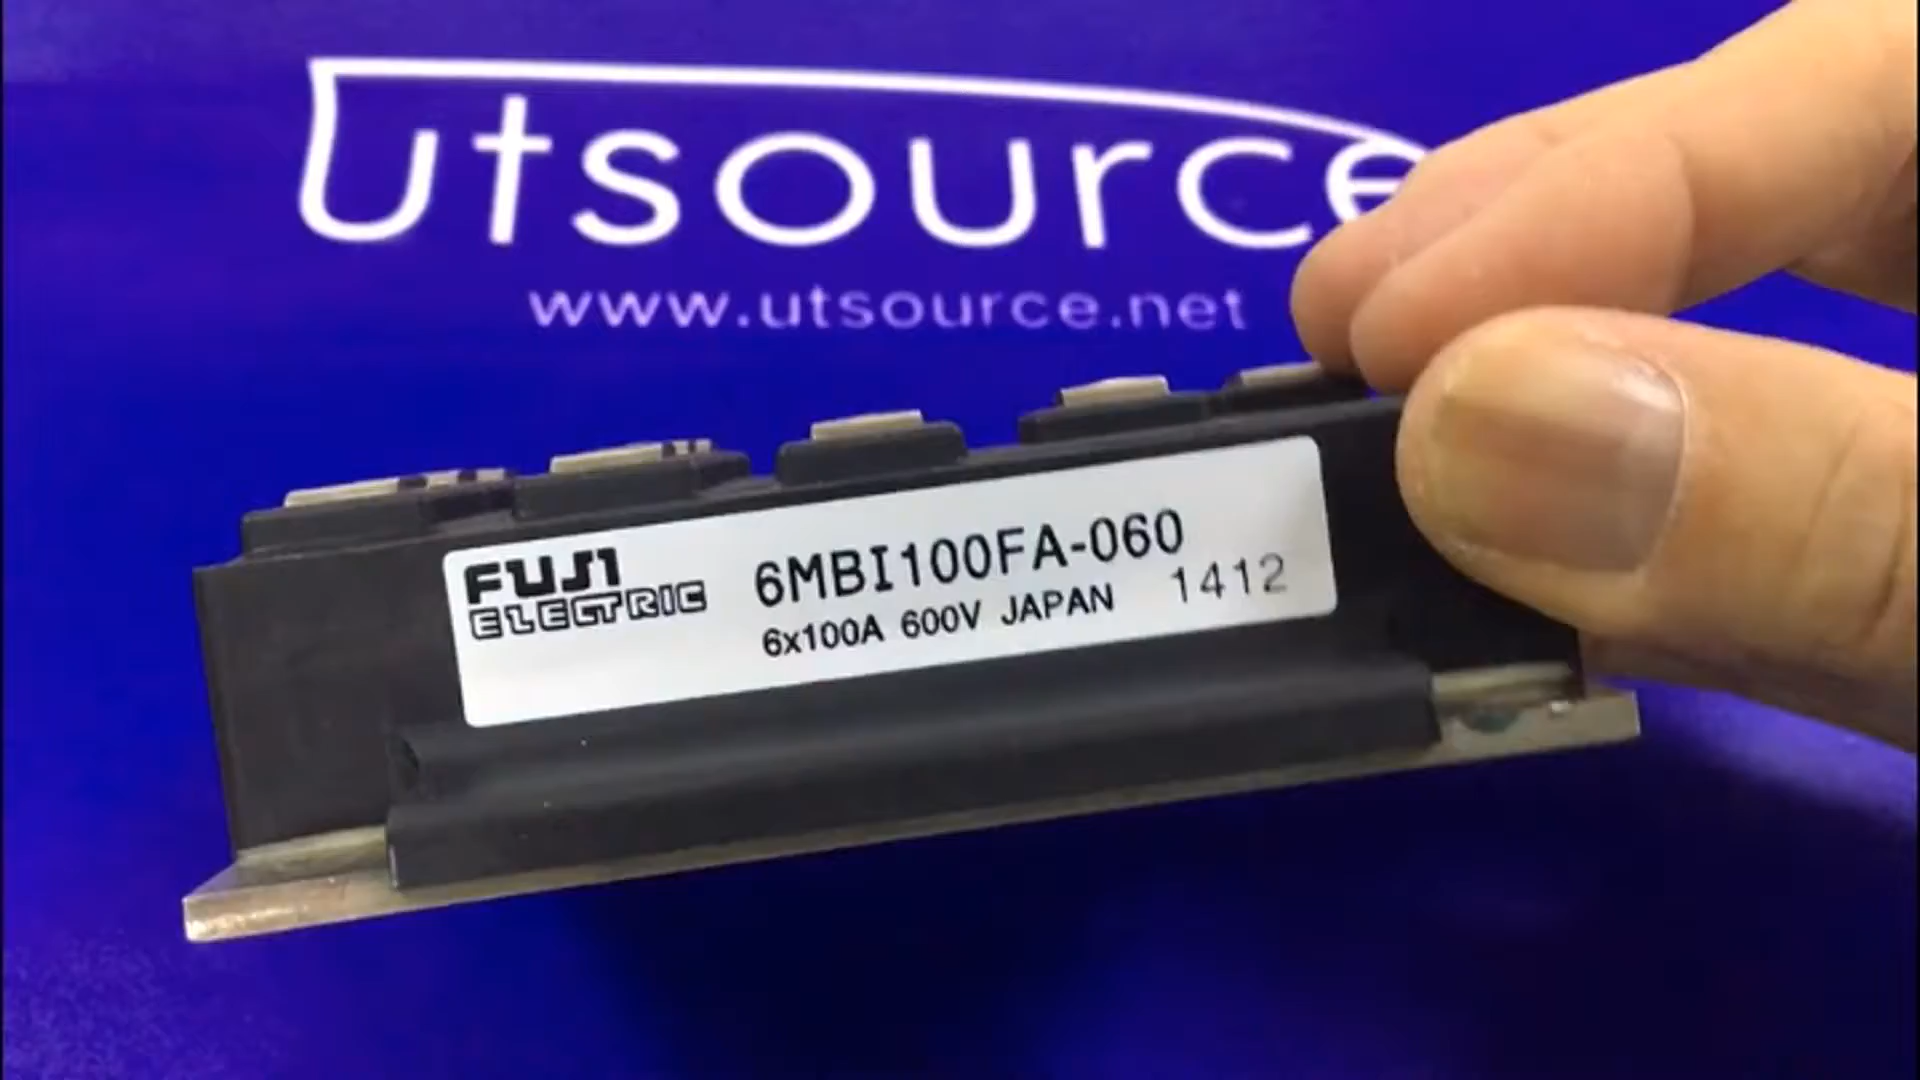 utsource
www.utsource.net
FUJI
ELECTRIC
6MBI100FA-060
6x100A 600V JAPAN 1412